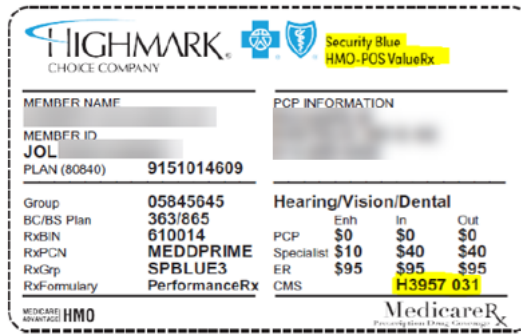 HIGHMARK®
CHOICE COMPANY
Security Blue
HMO-POS ValueRx
MEMBER NAME
MEMBER ID
JOL
PLAN (80840) 9151014609
Group 05845645
BC/BS Plan 363/865
RxBIN 610014
RxPCN MEDDPRIME
RxGrp SPBLUE3
RxFormulary PerformanceRx
MEDICARE ADVANTAGE HMO
PCP INFORMATION
Hearing/Vision/Dental
Enh In Out
PCP $0 $0 $0
Specialist $10 $40 $40
ER $95 $95 $95
CMS H3957 031
MedicareRx
Prescription Drug Coverage